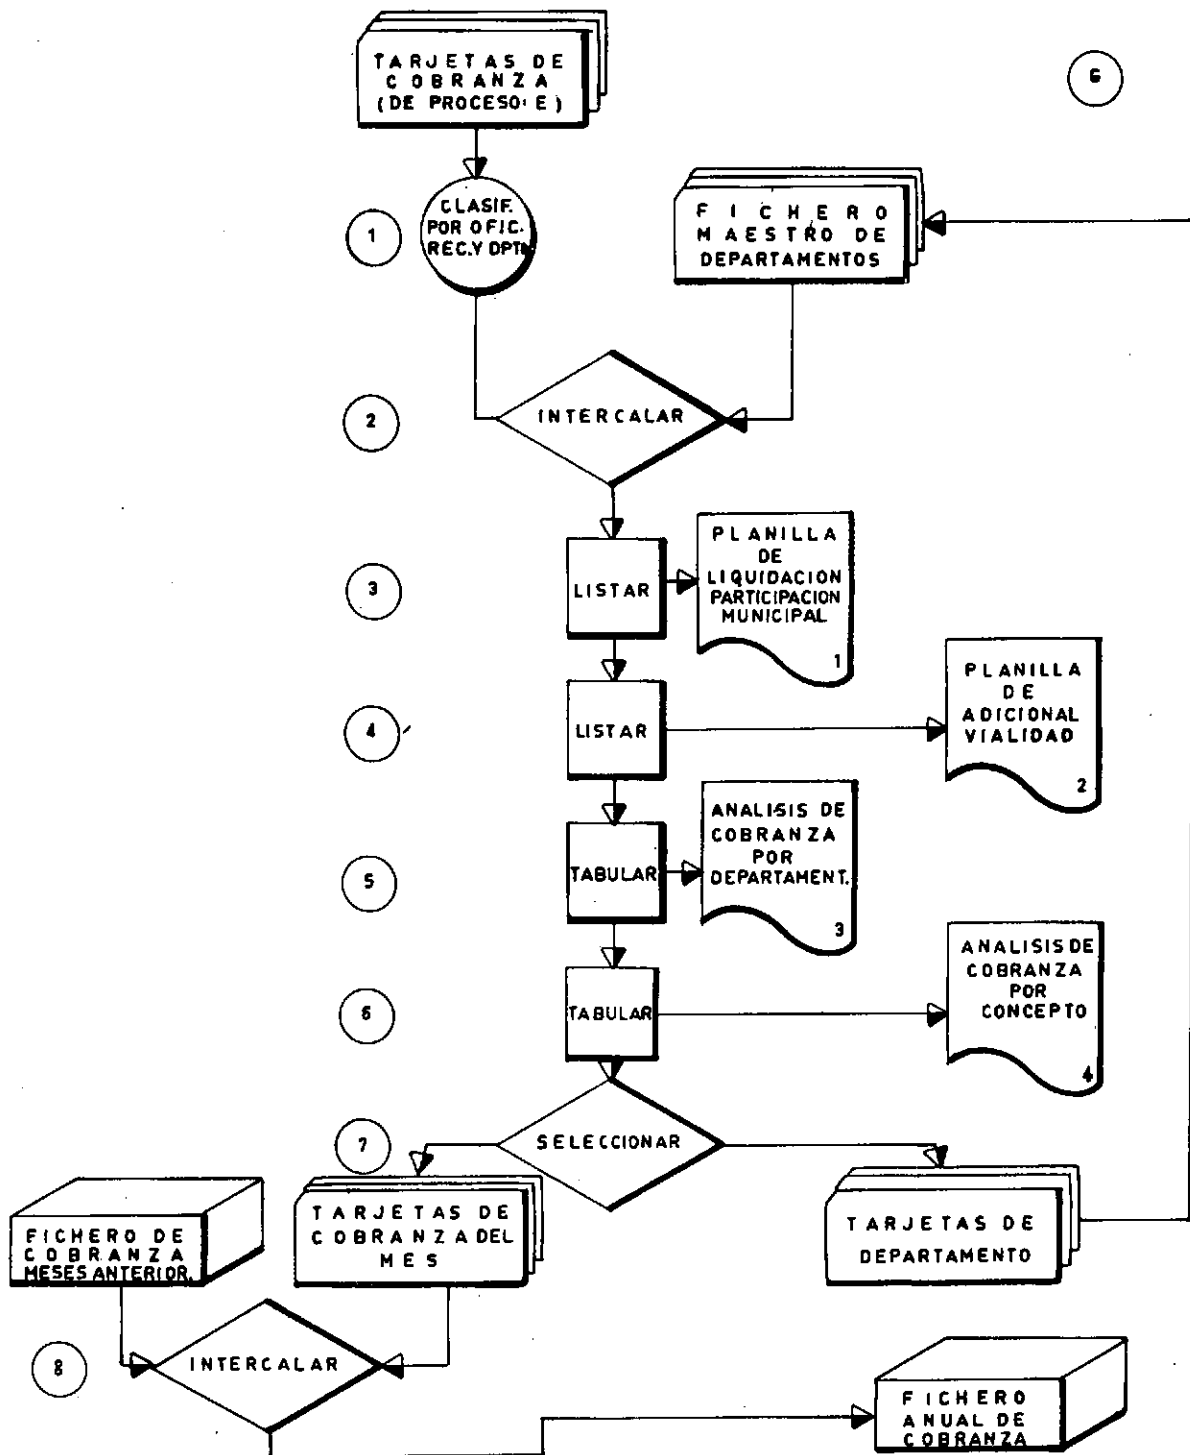 TARJETAS DE
COBRANZA
(DE PROCESO: E)
G
CLASIF.
POR OFIC.
REC. Y DPTO
1
FICHERO
MAESTRO DE
DEPARTAMENTOS
INTERCALAR
2
LISTAR
3
PLANILLA
DE
LIQUIDACION
PARTICIPACION
MUNICIPAL
1
LISTAR
4
PLANILLA
DE
ADICIONAL
VIALIDAD
2
TABULAR
5
ANALISIS DE
COBRANZA
POR
DEPARTAMENT.
3
TABULAR
6
ANALISIS DE
COBRANZA
POR
CONCEPTO
4
SELECCIONAR
7
FICHERO DE
COBRANZA
MESES ANTERIOR.
TARJETAS DE
COBRANZA DEL
MES
TARJETAS DE
DEPARTAMENTO
INTERCALAR
8
FICHERO
ANUAL DE
COBRANZA